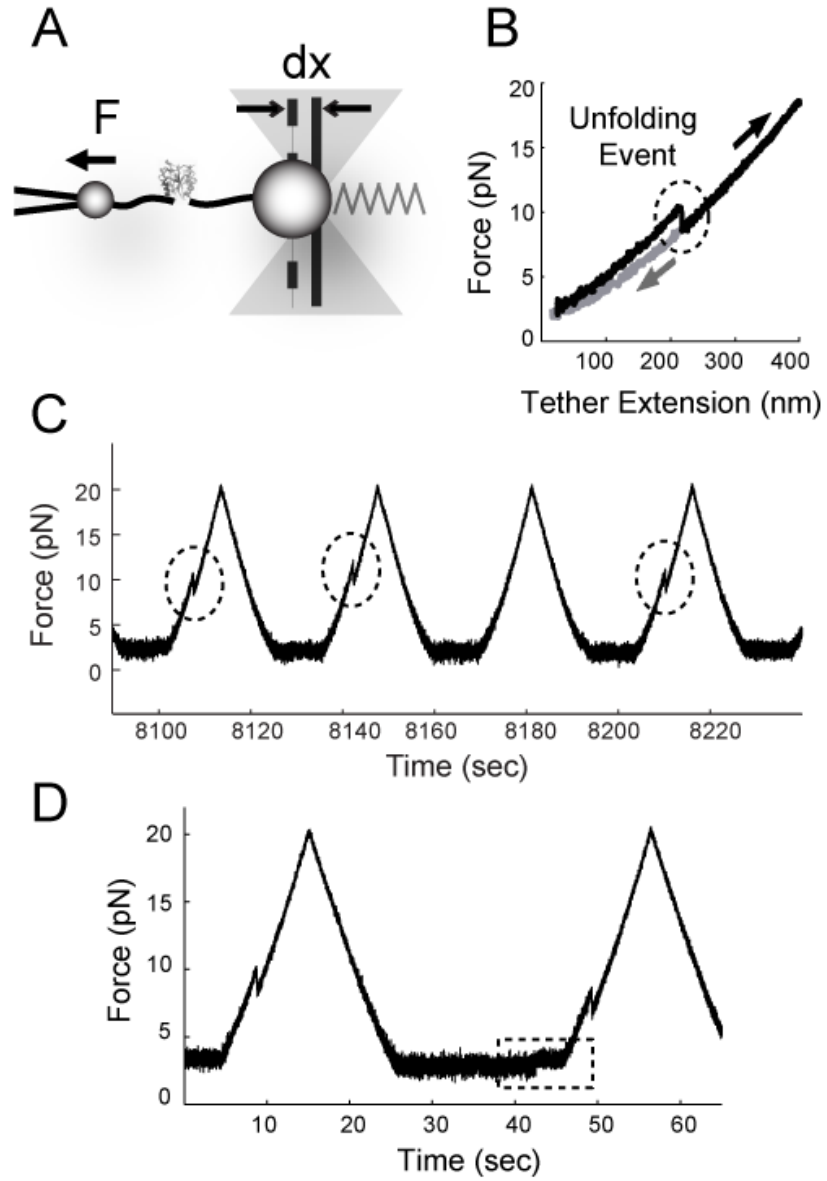 A
dx
F
B
20
15
10
5
0
Force (pN)
Unfolding
Event
100 200 300 400
Tether Extension (nm)
C
20
15
10
5
0
Force (pN)
8100 8120 8140 8160 8180 8200 8220
Time (sec)
D
20
15
10
5
0
Force (pN)
10 20 30 40 50 60
Time (sec)